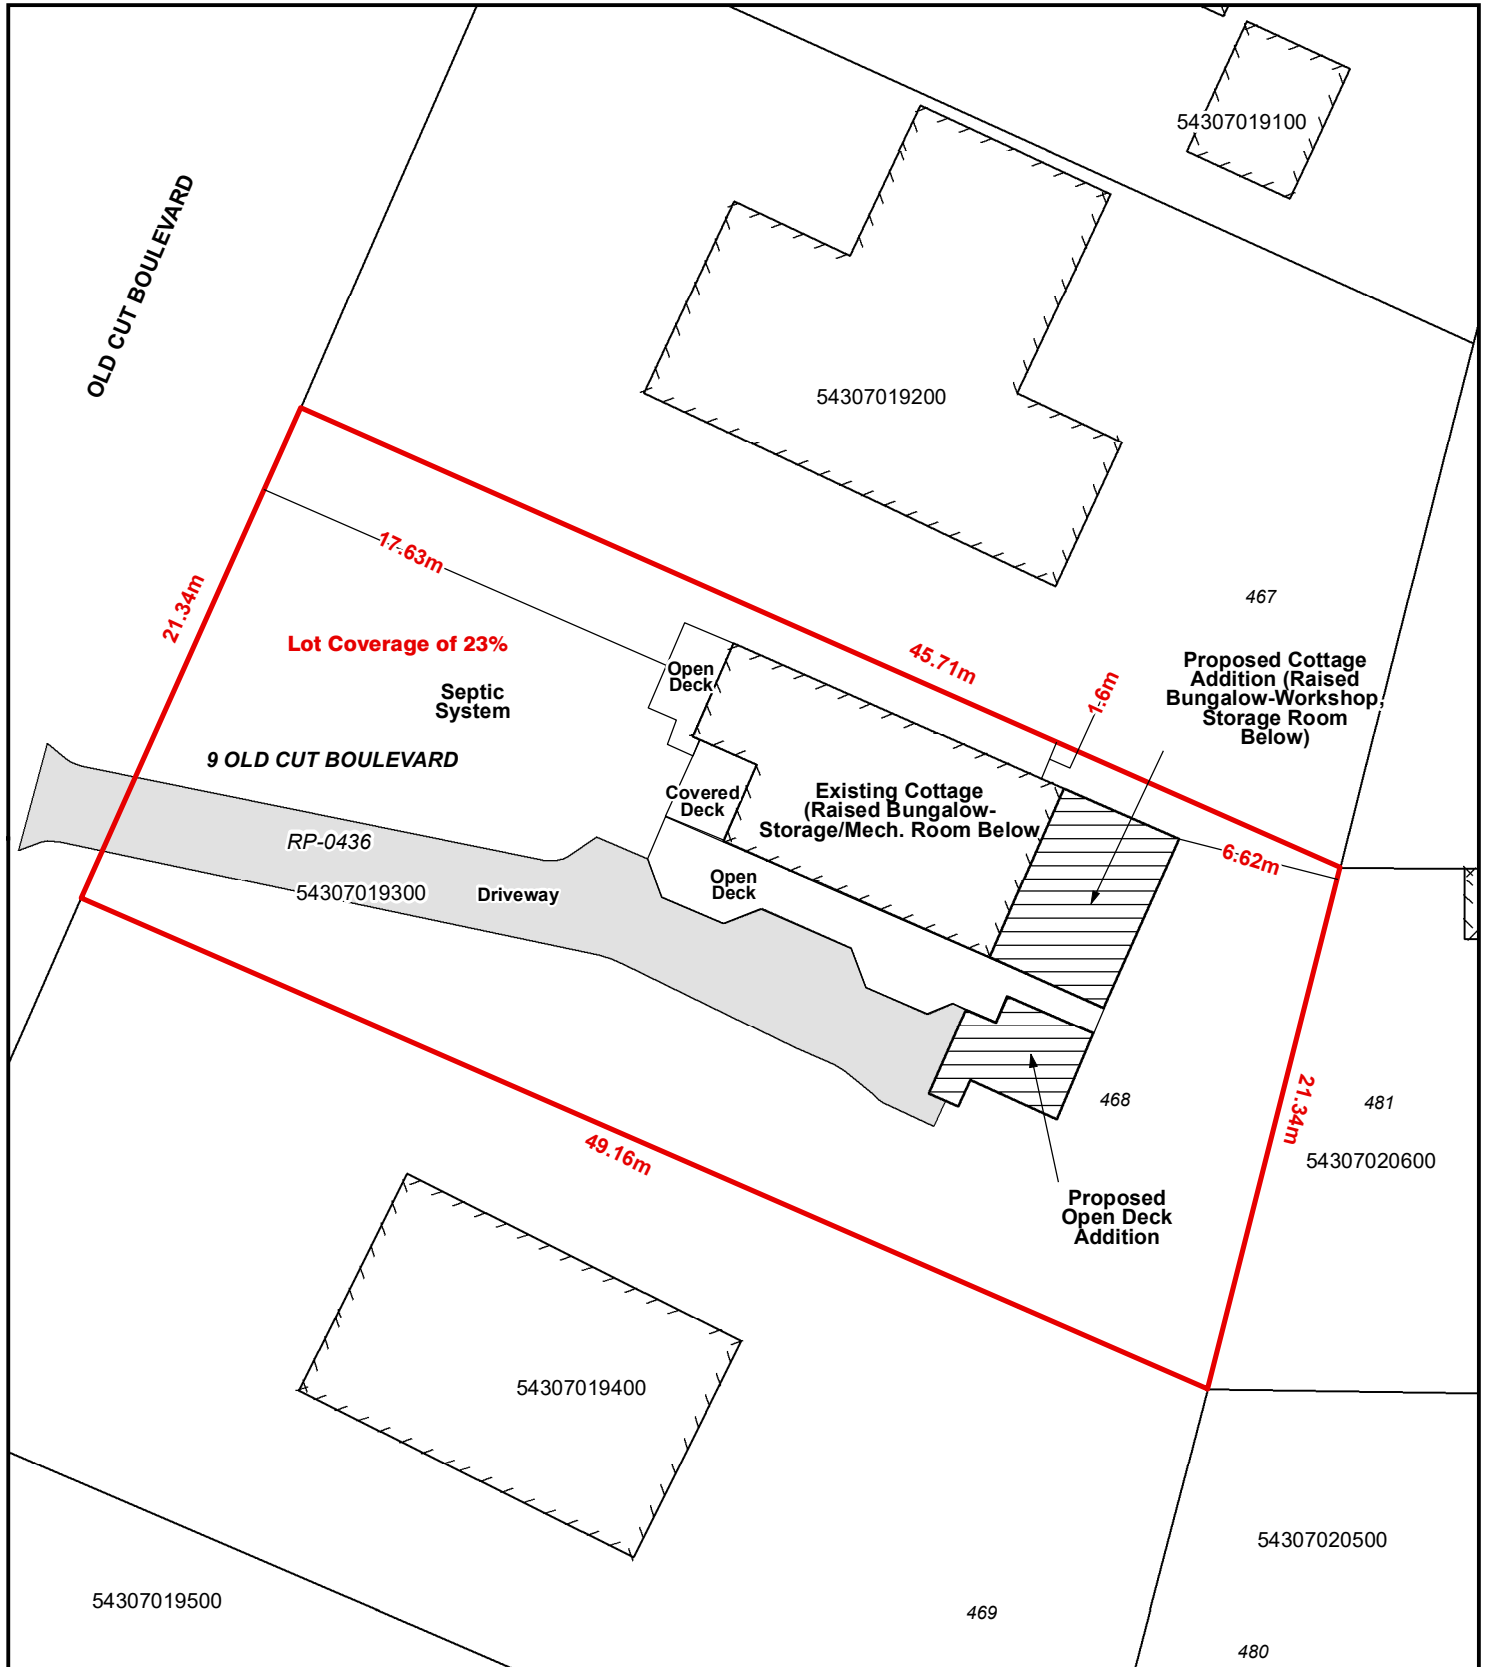 54307019100
OLD CUT BOULEVARD
54307019200
17.63m
21.34m
467
Lot Coverage of 23%
45.71m
1.6m
Proposed Cottage
Addition (Raised
Bungalow-Workshop,
Storage Room
Below)
Open
Deck
Septic
System
9 OLD CUT BOULEVARD
Covered
Deck
Existing Cottage
(Raised Bungalow-
Storage/Mech. Room Below
RP-0436
6.62m
54307019300
Driveway
Open
Deck
468
21.34m
481
49.16m
54307020600
Proposed
Open Deck
Addition
54307019400
54307020500
54307019500
469
480